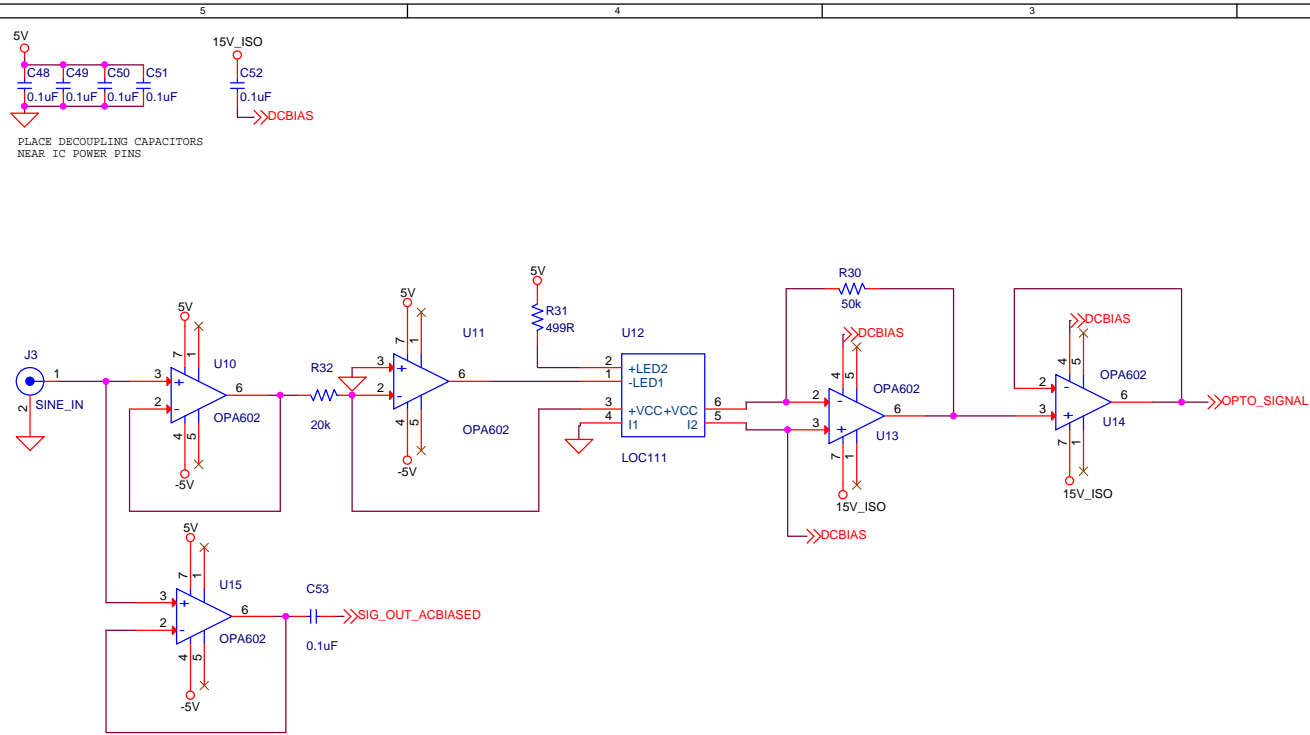 5
4
3
5V
15V_ISO
C48
C49
C50
C51
C52
0.1uF
0.1uF
0.1uF
0.1uF
0.1uF
DCBIAS
PLACE DECOUPLING CAPACITORS
NEAR IC POWER PINS
J3
1
2
SINE_IN
5V
7
1
U10
3
+
2
-
6
OPA602
4
5
-5V
R32
20k
5V
7
1
U11
3
+
2
-
6
OPA602
4
5
-5V
5V
R31
499R
U12
2
+LED2
1
-LED1
3
+VCC+VCC
6
4
I1
I2
5
LOC111
R30
50k
DCBIAS
4
5
OPA602
2
-
3
+
6
U13
7
1
15V_ISO
DCBIAS
DCBIAS
4
5
OPA602
2
-
3
+
6
U14
7
1
15V_ISO
OPTO_SIGNAL
5V
7
1
U15
3
+
2
-
6
OPA602
4
5
-5V
C53
0.1uF
SIG_OUT_ACBIASED